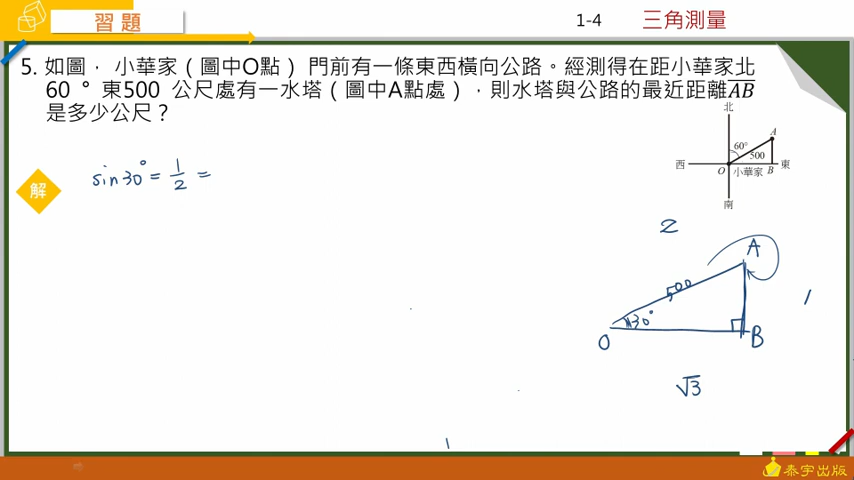 習題
1-4 三角測量
5. 如圖，小華家（圖中O點） 門前有一條東西橫向公路。經測得在距小華家北
60 ° 東500 公尺處有一水塔（圖中A點處），則水塔與公路的最近距離AB
是多少公尺？
北
A
60°
500
西 O 小華家 B 東
南
解
sin30° = 1/2 =
2
A
500
1
30°
O
B
√3
泰宇出版